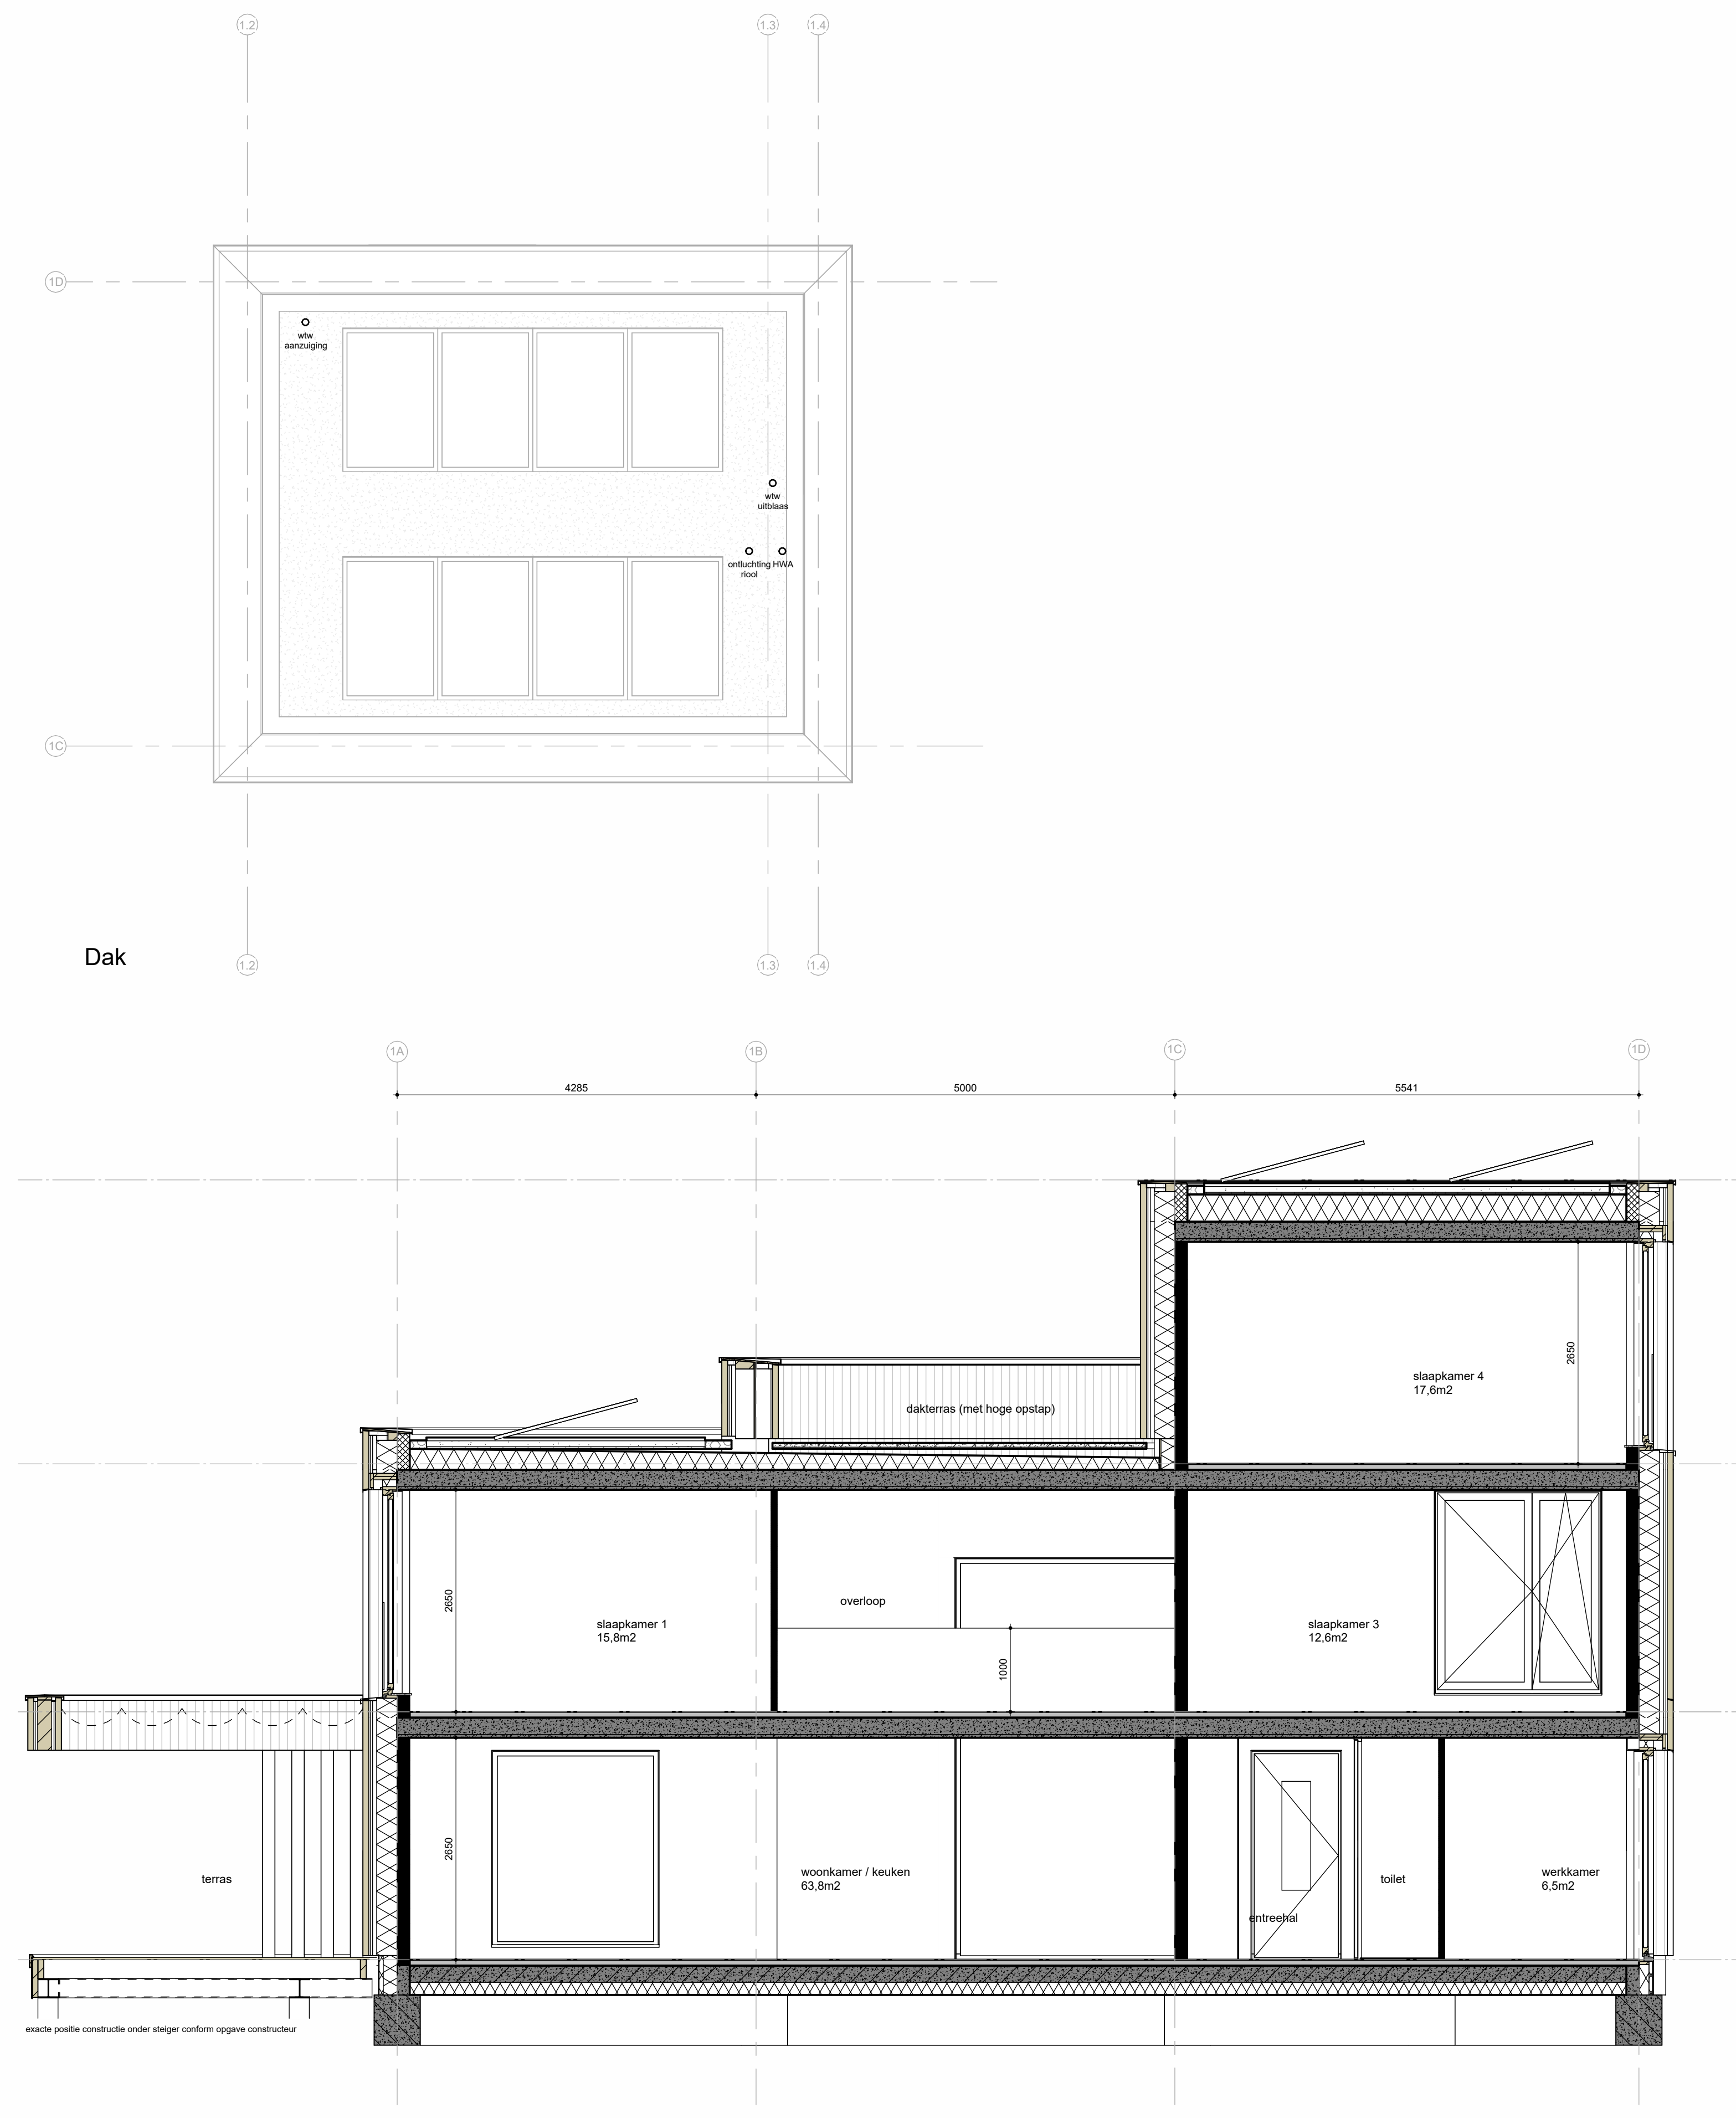 1.2
1.3
1.4
1D
wtw
aanzuiging
wtw
uitblaas
ontluchting HWA
riool
1C
Dak
1.2
1.3
1.4
1A
1B
1C
1D
4285
5000
5541
2650
slaapkamer 4
17,6m2
dakterras (met hoge opstap)
2650
overloop
slaapkamer 1
15,8m2
slaapkamer 3
12,6m2
1000
2650
woonkamer / keuken
63,8m2
terras
toilet
werkkamer
6,5m2
entreehal
exacte positie constructie onder steiger conform opgave constructeur